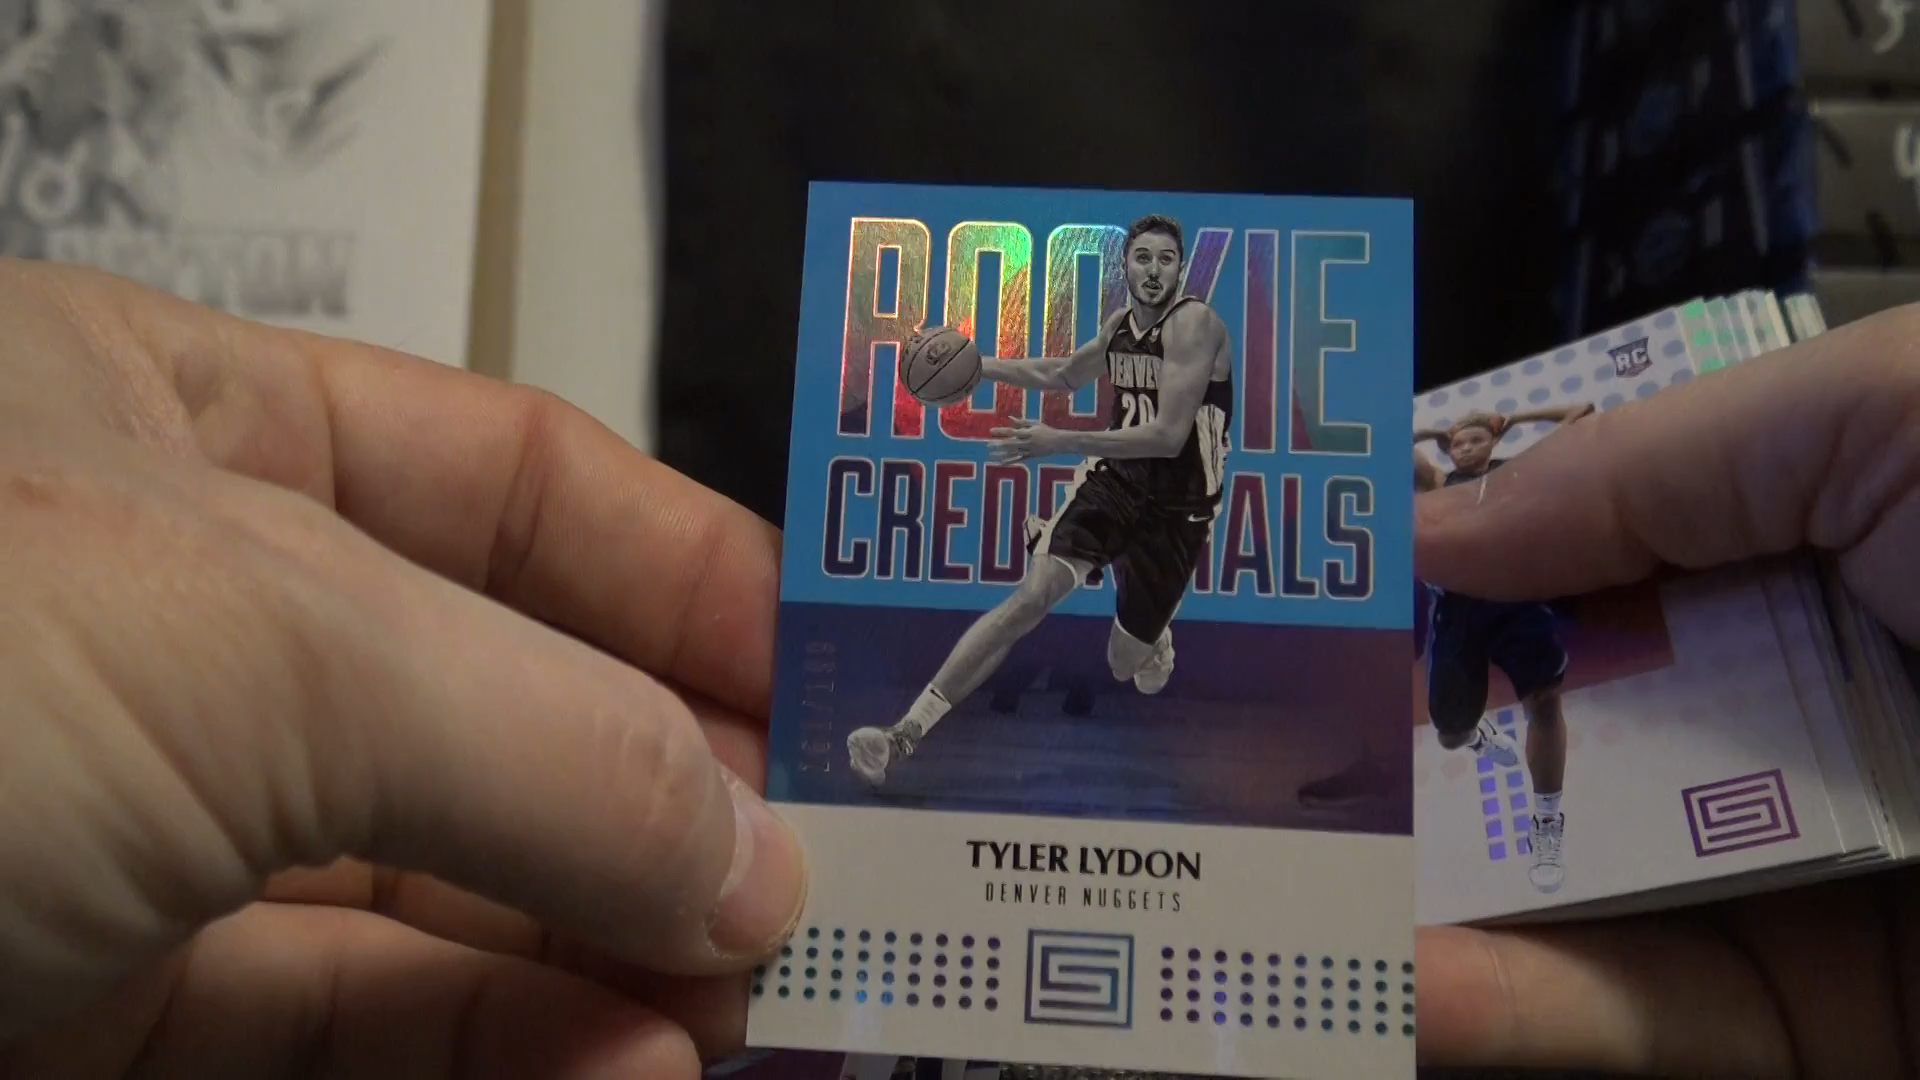 ROOKIE
CREDENTIALS
DENVER
20
TYLER LYDON
DENVER NUGGETS
RC